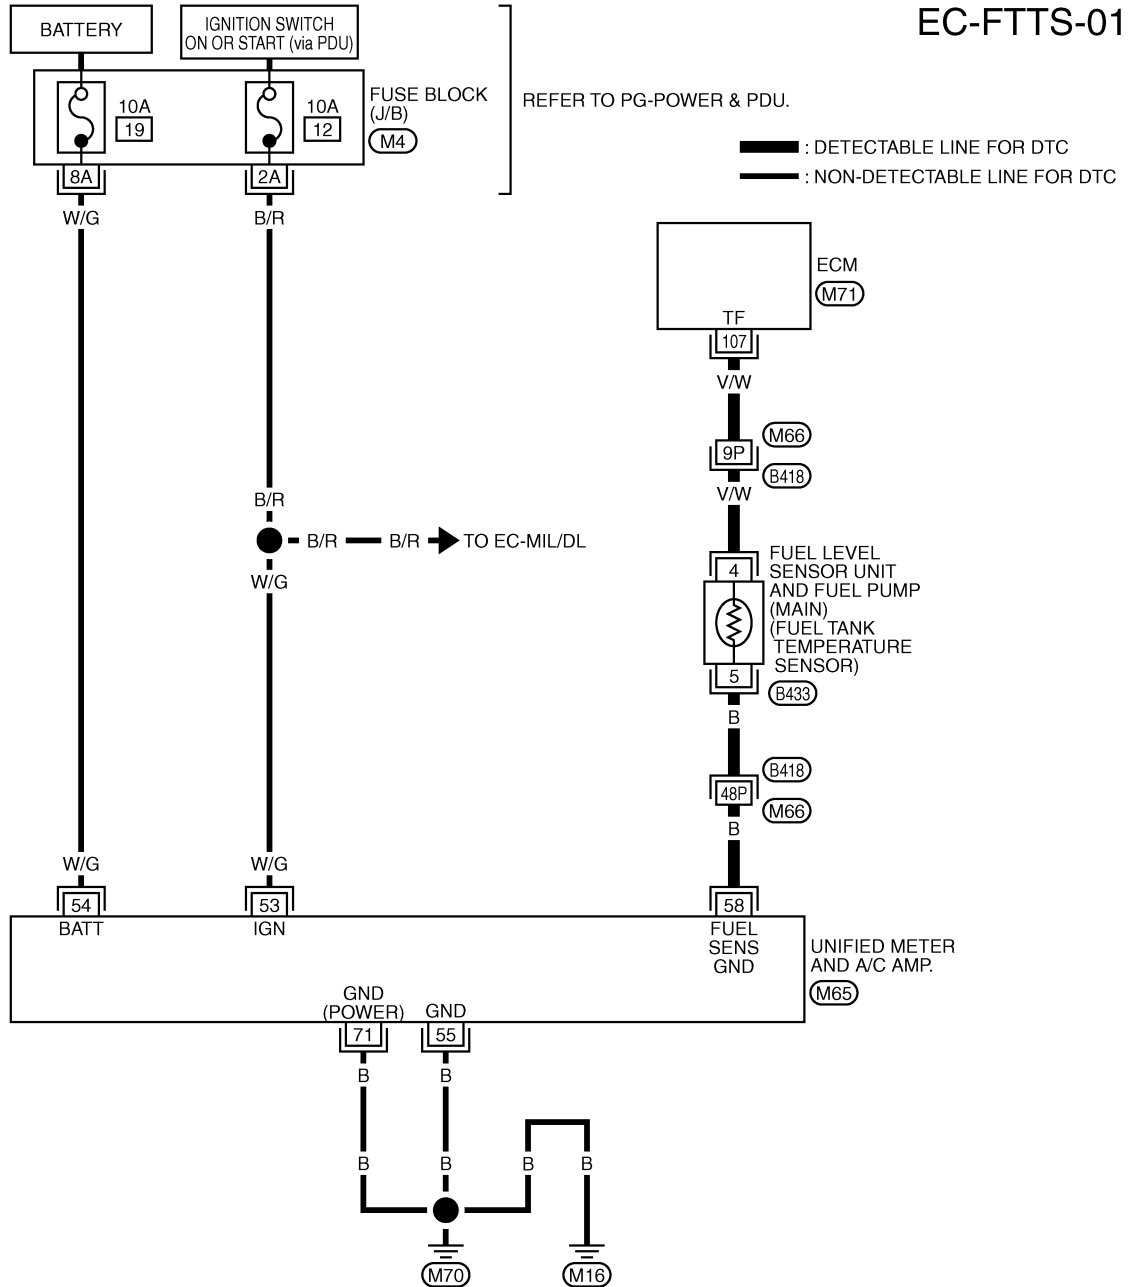 EC-FTTS-01
BATTERY
IGNITION SWITCH
ON OR START (via PDU)
10A
19
10A
12
FUSE BLOCK
(J/B)
M4
REFER TO PG-POWER & PDU.
: DETECTABLE LINE FOR DTC
: NON-DETECTABLE LINE FOR DTC
8A
2A
W/G
B/R
ECM
M71
TF
107
V/W
M66
9P
B418
V/W
B/R
B/R
B/R
TO EC-MIL/DL
W/G
4
FUEL LEVEL
SENSOR UNIT
AND FUEL PUMP
(MAIN)
(FUEL TANK
TEMPERATURE
SENSOR)
5
B433
B
B418
48P
M66
B
W/G
W/G
54
53
58
BATT
IGN
FUEL
SENS
GND
UNIFIED METER
AND A/C AMP.
M65
GND
(POWER)
GND
71
55
B
B
B
B
B
B
M70
M16